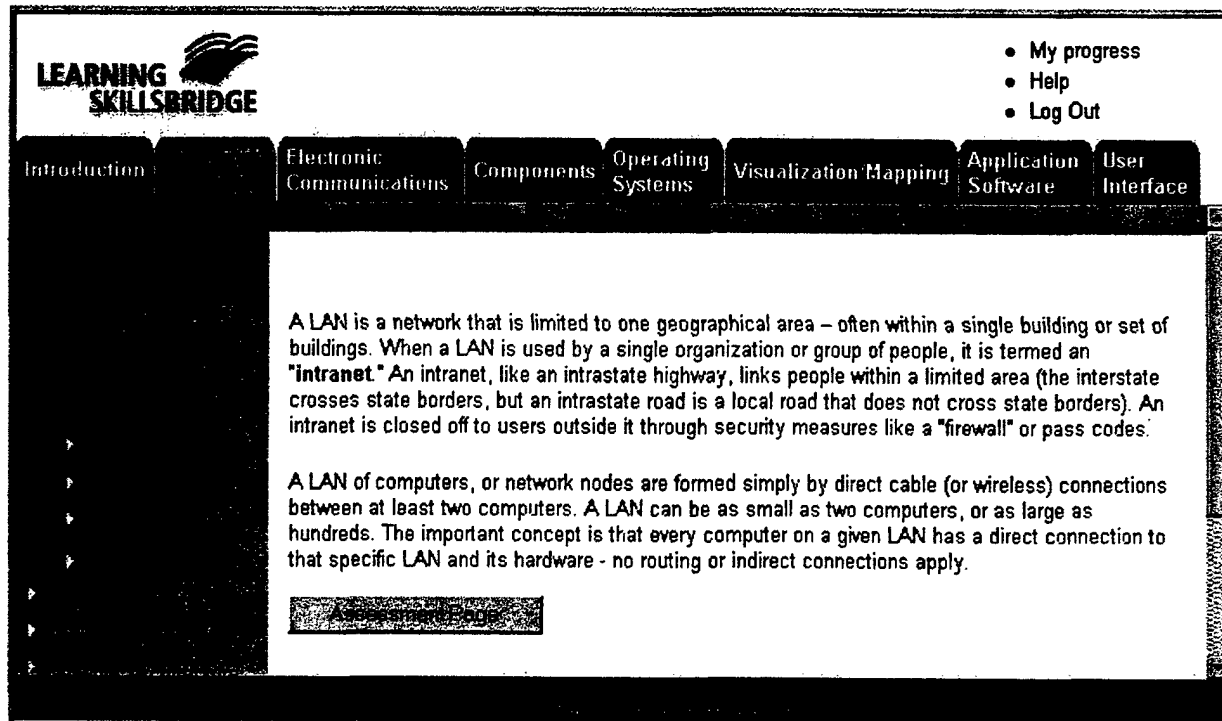 LEARNING
SKILLSBRIDGE
• My progress
• Help
• Log Out
Introduction
Electronic
Communications
Components
Operating
Systems
Visualization Mapping
Application
Software
User
Interface
A LAN is a network that is limited to one geographical area – often within a single building or set of
buildings. When a LAN is used by a single organization or group of people, it is termed an
"intranet." An intranet, like an intrastate highway, links people within a limited area (the interstate
crosses state borders, but an intrastate road is a local road that does not cross state borders). An
intranet is closed off to users outside it through security measures like a "firewall" or pass codes.
A LAN of computers, or network nodes are formed simply by direct cable (or wireless) connections
between at least two computers. A LAN can be as small as two computers, or as large as
hundreds. The important concept is that every computer on a given LAN has a direct connection to
that specific LAN and its hardware - no routing or indirect connections apply.
Assessment Page